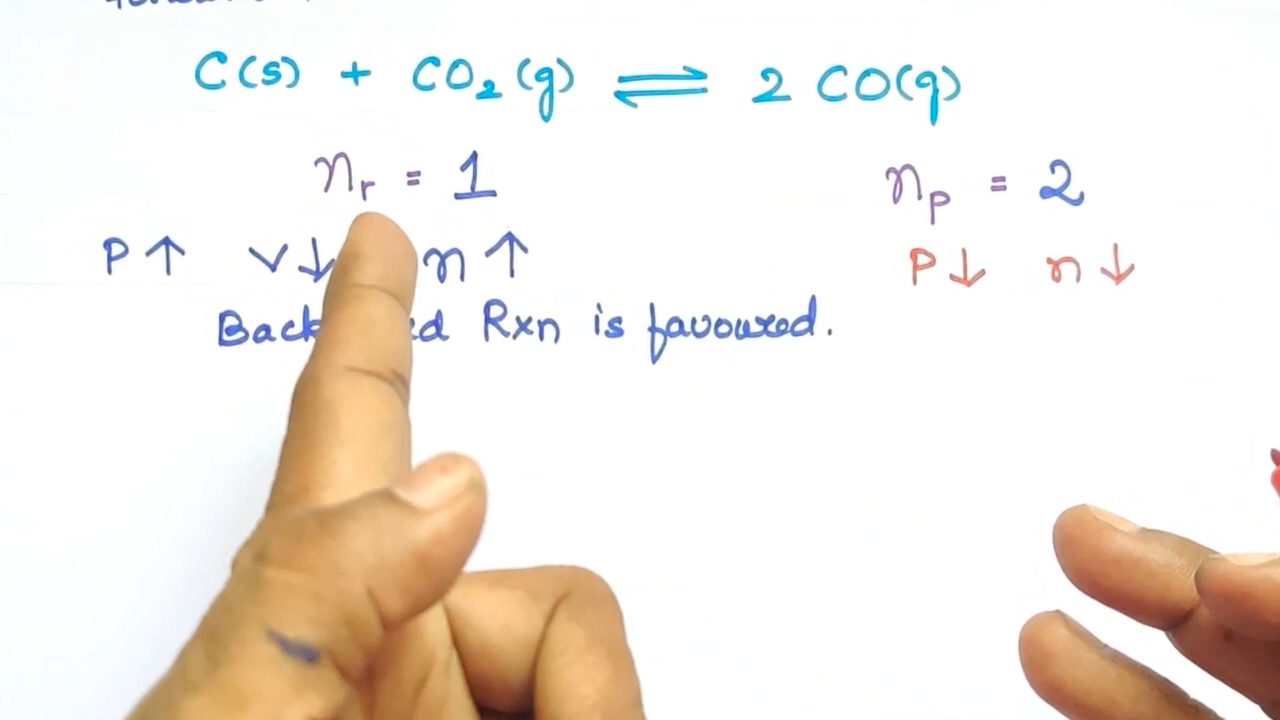 C(s) + CO₂(g) ⇌ 2 CO(g)
nᵣ = 1 nₚ = 2
P↑ V↓ n↑ P↓ n↓
Rxn is favoured.